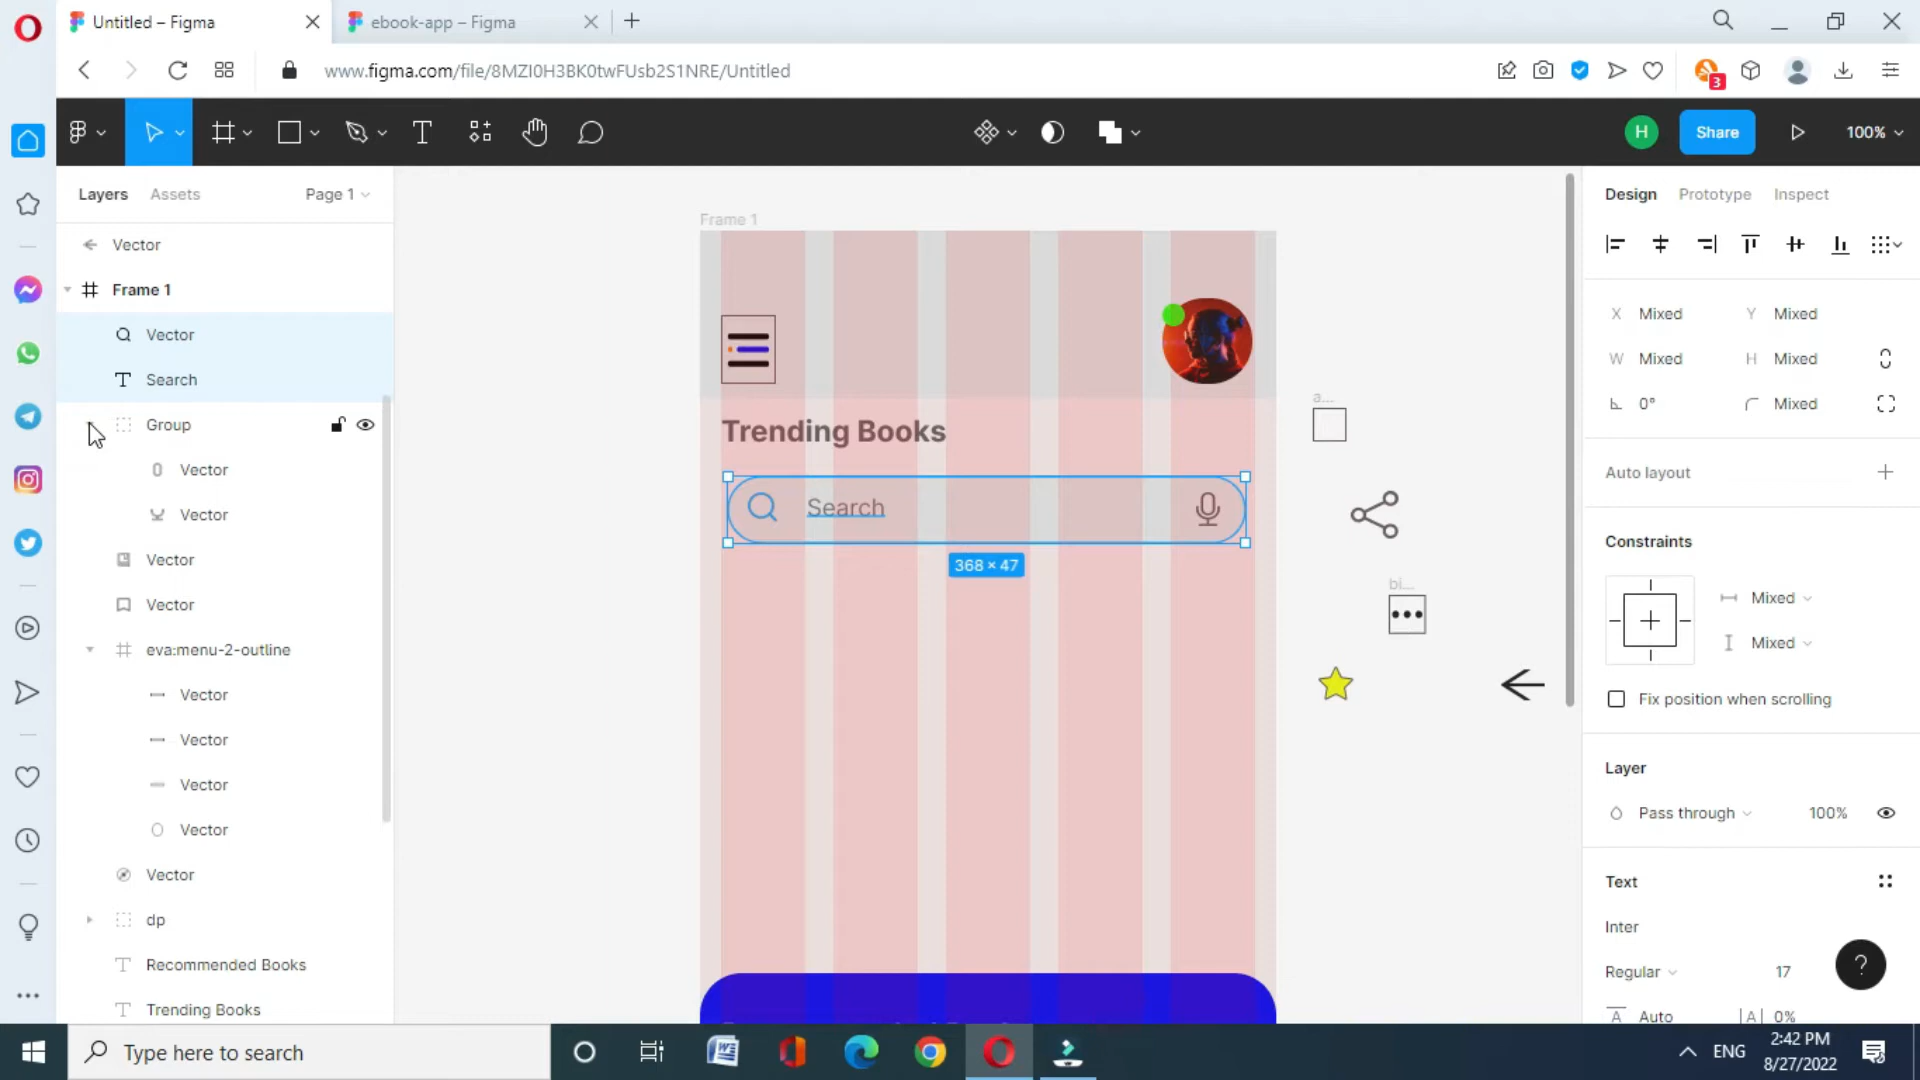 Untitled – Figma
ebook-app – Figma
www.figma.com/file/8MZI0H3BK0twFUsb2S1NRE/Untitled
3
H
Share
100%
Layers
Assets
Page 1
Vector
Frame 1
Vector
Search
Group
Vector
Vector
Vector
Vector
eva:menu-2-outline
Vector
Vector
Vector
Vector
Vector
dp
Recommended Books
Trending Books
Frame 1
Trending Books
Search
368 × 47
a...
bi...
Design
Prototype
Inspect
X Mixed
Y Mixed
W Mixed
H Mixed
0°
Mixed
Auto layout
Constraints
Mixed
Mixed
Fix position when scrolling
Layer
Pass through
100%
Text
Inter
Regular
17
Auto
0%
?
Type here to search
ENG
2:42 PM
8/27/2022